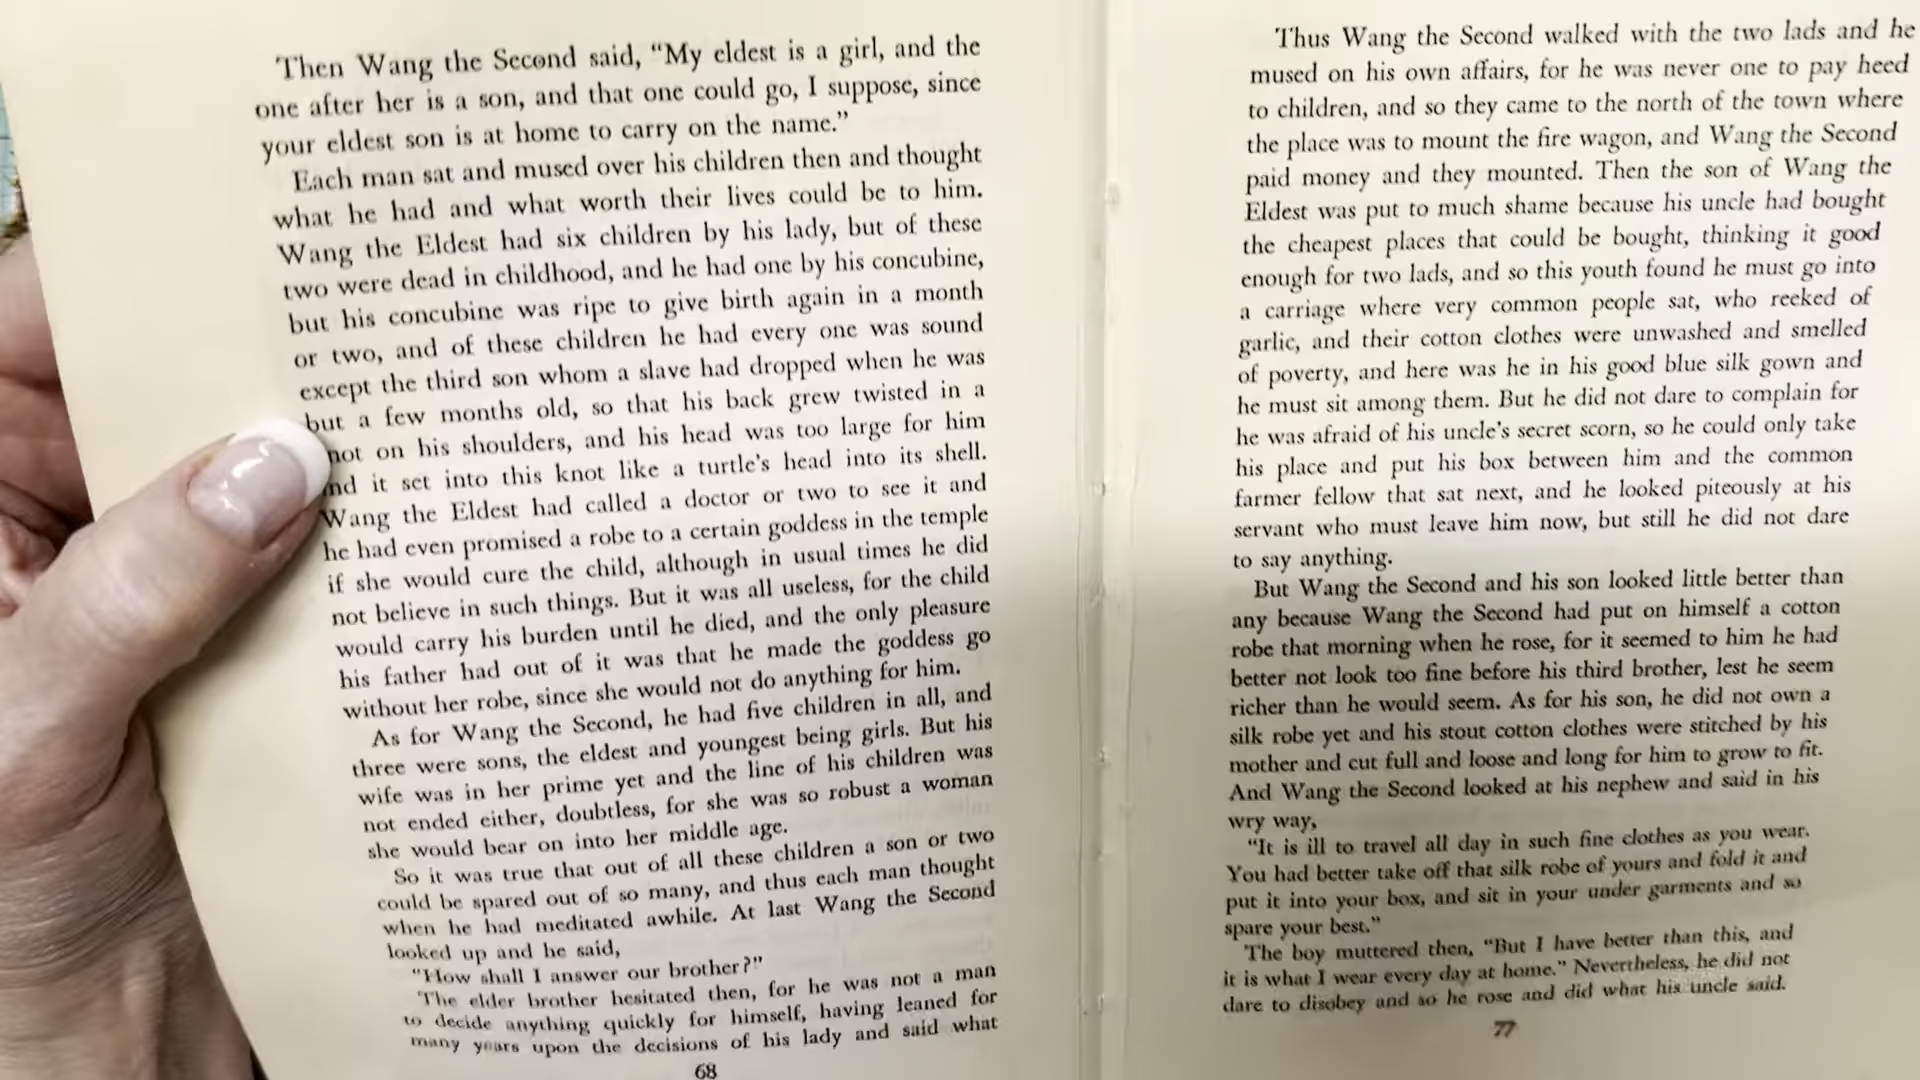 Then Wang the Second said, “My eldest is a girl, and the
one after her is a son, and that one could go, I suppose, since
your eldest son is at home to carry on the name.”
Each man sat and mused over his children then and thought
what he had and what worth their lives could be to him.
Wang the Eldest had six children by his lady, but of these
two were dead in childhood, and he had one by his concubine,
but his concubine was ripe to give birth again in a month
or two, and of these children he had every one was sound
except the third son whom a slave had dropped when he was
but a few months old, so that his back grew twisted in a
not on his shoulders, and his head was too large for him
nd it set into this knot like a turtle's head into its shell.
Wang the Eldest had called a doctor or two to see it and
he had even promised a robe to a certain goddess in the temple
if she would cure the child, although in usual times he did
not believe in such things. But it was all useless, for the child
would carry his burden until he died, and the only pleasure
his father had out of it was that he made the goddess go
without her robe, since she would not do anything for him.
As for Wang the Second, he had five children in all, and
three were sons, the eldest and youngest being girls. But his
wife was in her prime yet and the line of his children was
not ended either, doubtless, for she was so robust a woman
she would bear on into her middle age.
So it was true that out of all these children a son or two
could be spared out of so many, and thus each man thought
when he had meditated awhile. At last Wang the Second
looked up and he said,
“How shall I answer our brother?”
The elder brother hesitated then, for he was not a man
to decide anything quickly for himself, having leaned for
many years upon the decisions of his lady and said what
68
Thus Wang the Second walked with the two lads and he
mused on his own affairs, for he was never one to pay heed
to children, and so they came to the north of the town where
the place was to mount the fire wagon, and Wang the Second
paid money and they mounted. Then the son of Wang the
Eldest was put to much shame because his uncle had bought
the cheapest places that could be bought, thinking it good
enough for two lads, and so this youth found he must go into
a carriage where very common people sat, who reeked of
garlic, and their cotton clothes were unwashed and smelled
of poverty, and here was he in his good blue silk gown and
he must sit among them. But he did not dare to complain for
he was afraid of his uncle's secret scorn, so he could only take
his place and put his box between him and the common
farmer fellow that sat next, and he looked piteously at his
servant who must leave him now, but still he did not dare
to say anything.
But Wang the Second and his son looked little better than
any because Wang the Second had put on himself a cotton
robe that morning when he rose, for it seemed to him he had
better not look too fine before his third brother, lest he seem
richer than he would seem. As for his son, he did not own a
silk robe yet and his stout cotton clothes were stitched by his
mother and cut full and loose and long for him to grow to fit.
And Wang the Second looked at his nephew and said in his
wry way,
“It is ill to travel all day in such fine clothes as you wear.
You had better take off that silk robe of yours and fold it and
put it into your box, and sit in your under garments and so
spare your best.”
The boy muttered then, “But I have better than this, and
it is what I wear every day at home.” Nevertheless, he did not
dare to disobey and so he rose and did what his uncle said.
77